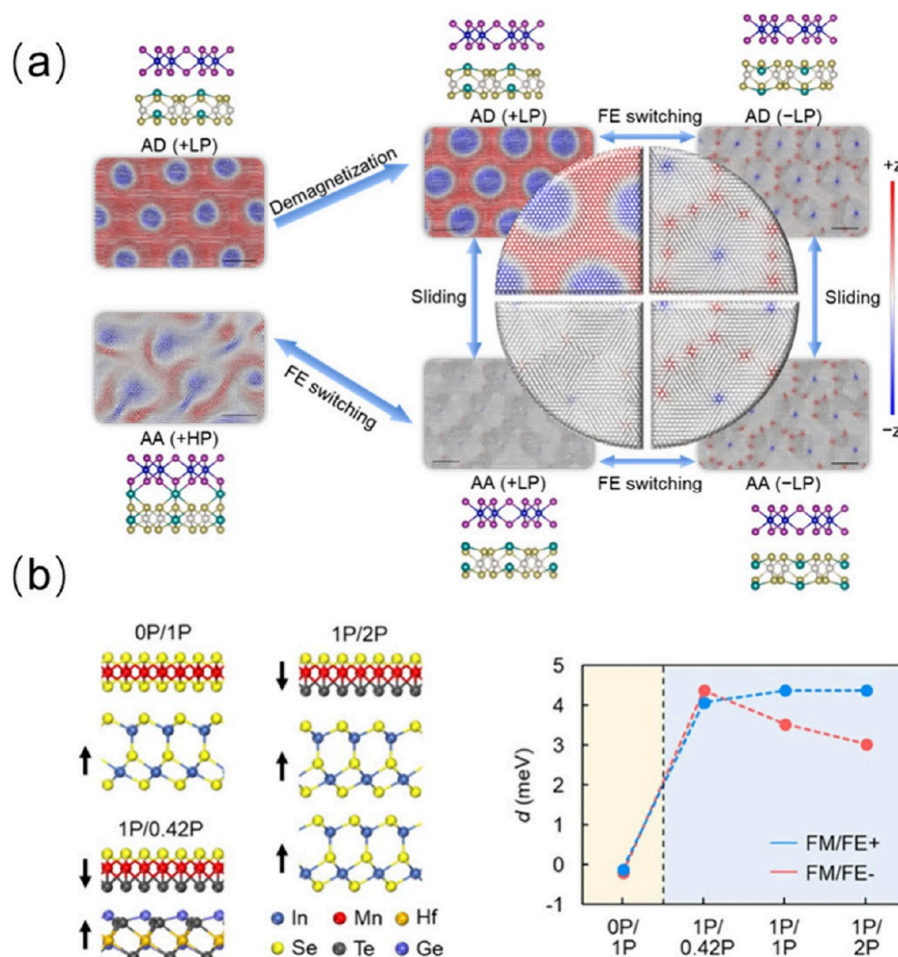 (a)
AD (+LP)
Demagnetization
AD (+LP)
FE switching
AD (−LP)
+z
−z
Sliding
Sliding
FE switching
AA (+HP)
AA (+LP)
FE switching
AA (−LP)
(b)
0P/1P
1P/2P
1P/0.42P
In
Mn
Hf
Se
Te
Ge
d (meV)
5
4
3
2
1
0
-1
FM/FE+
FM/FE-
0P/
1P
1P/
0.42P
1P/
1P
1P/
2P